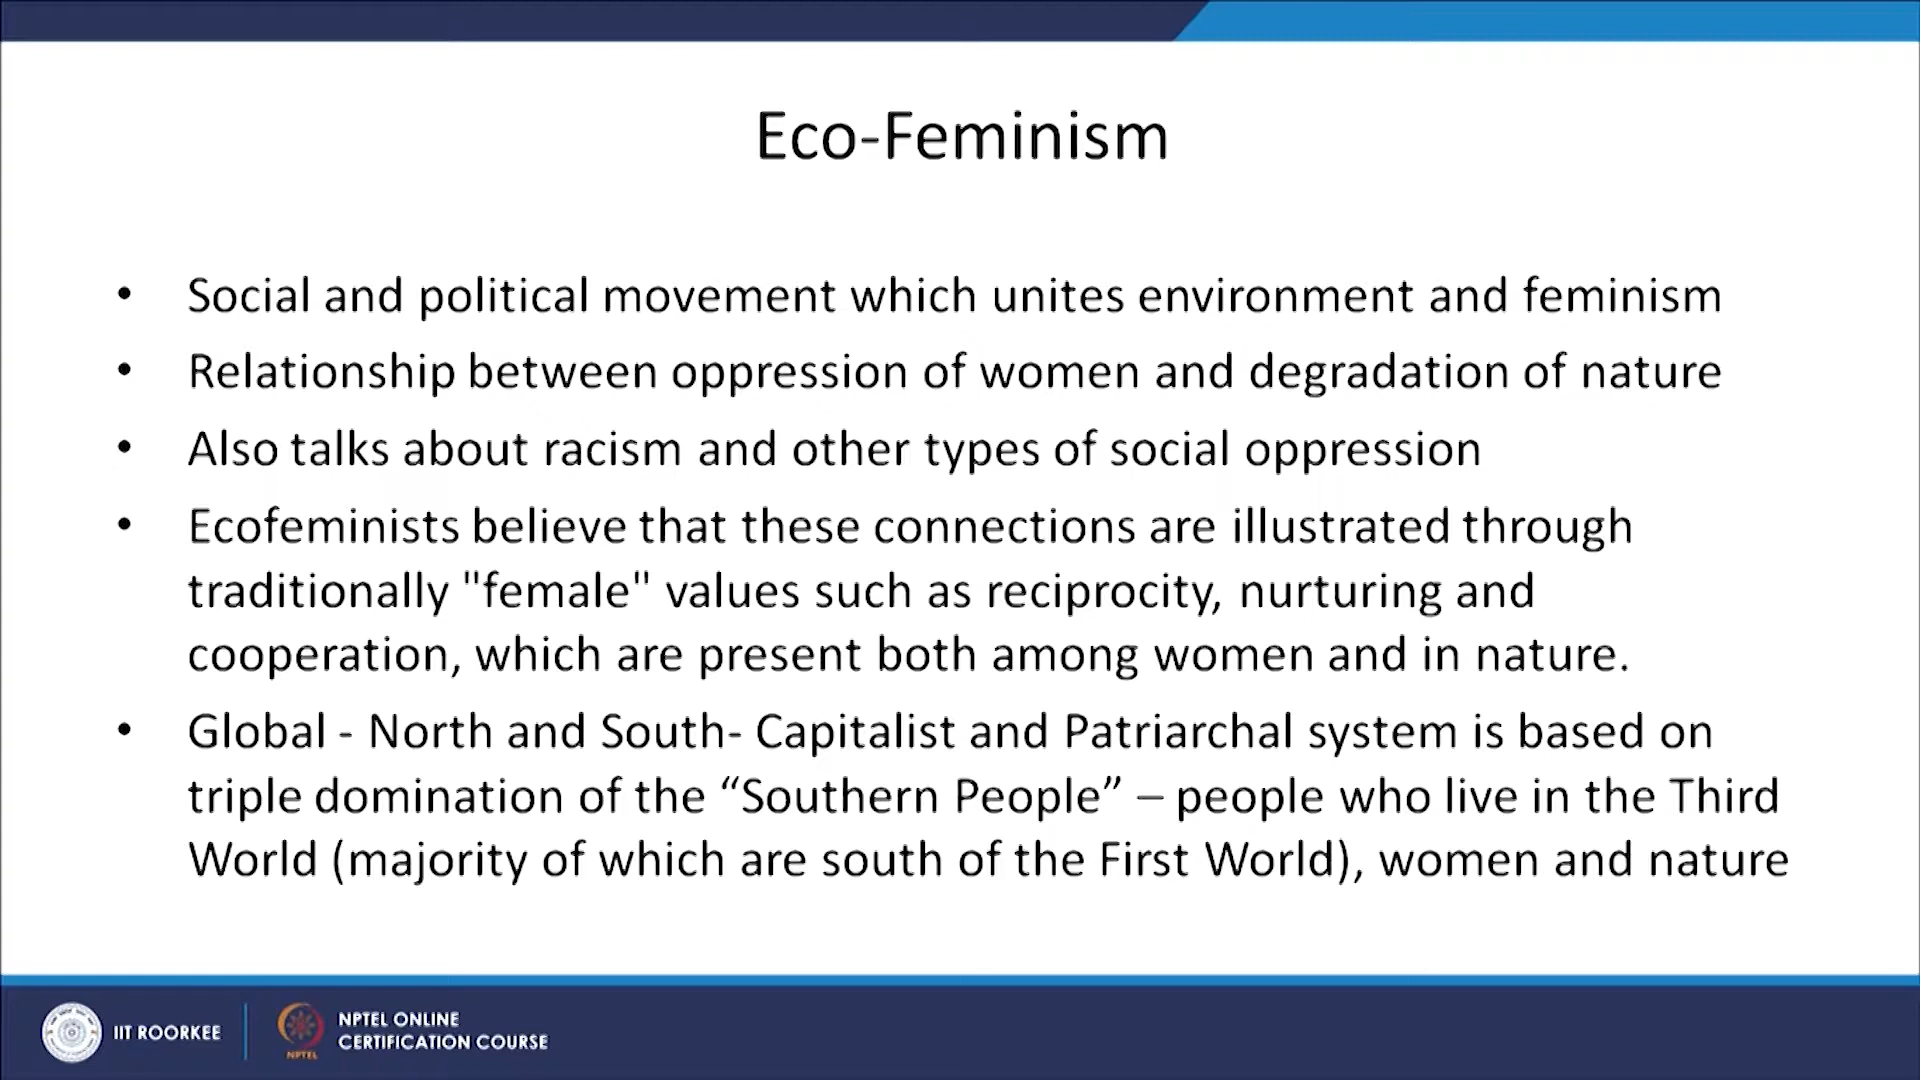 Eco-Feminism
• Social and political movement which unites environment and feminism
• Relationship between oppression of women and degradation of nature
• Also talks about racism and other types of social oppression
• Ecofeminists believe that these connections are illustrated through
traditionally "female" values such as reciprocity, nurturing and
cooperation, which are present both among women and in nature.
• Global - North and South- Capitalist and Patriarchal system is based on
triple domination of the “Southern People” – people who live in the Third
World (majority of which are south of the First World), women and nature
IIT ROORKEE
NPTEL
NPTEL ONLINE
CERTIFICATION COURSE